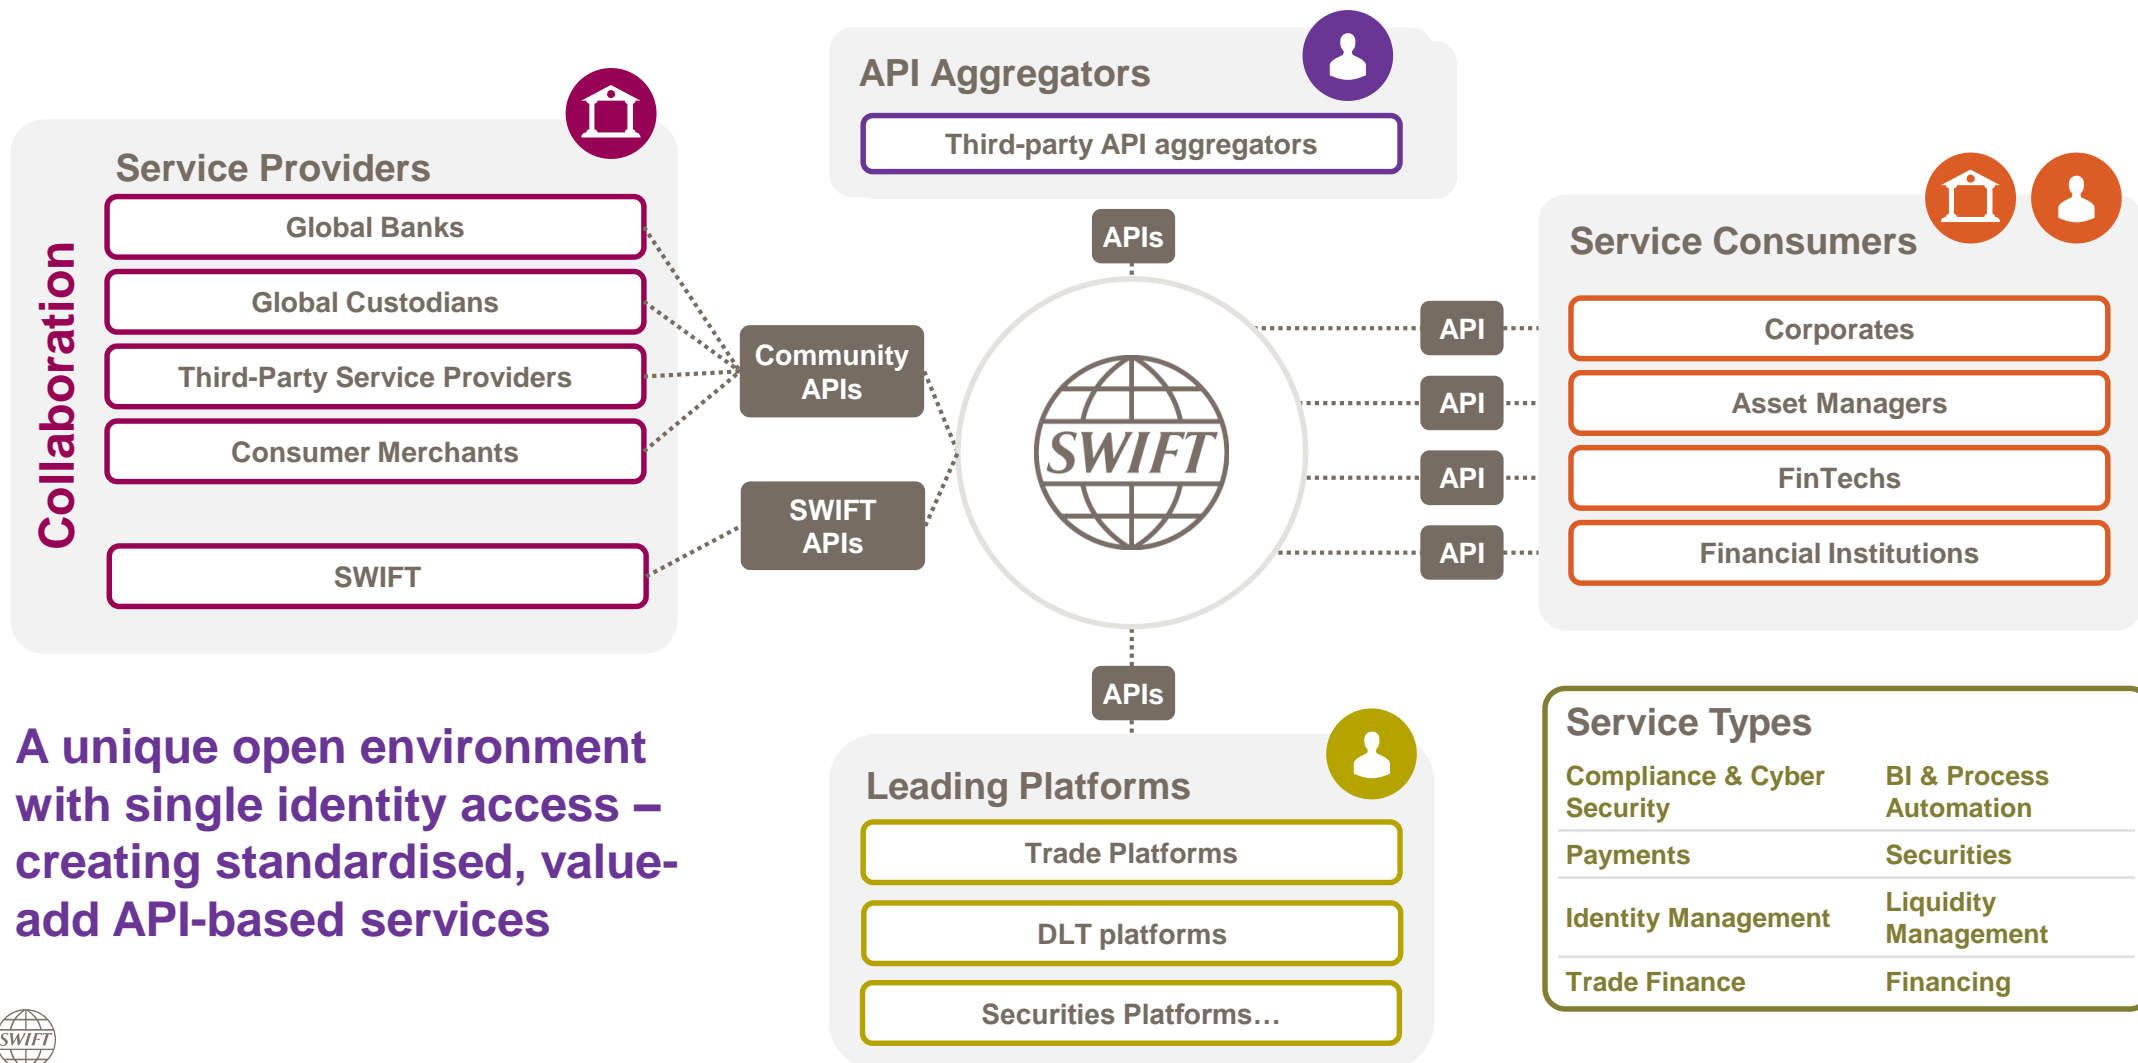 API Aggregators
Third-party API aggregators
Collaboration
Service Providers
Global Banks
Global Custodians
Third-Party Service Providers
Consumer Merchants
SWIFT
Community
APIs
SWIFT
APIs
APIs
SWIFT
APIs
API
API
API
API
Service Consumers
Corporates
Asset Managers
FinTechs
Financial Institutions
A unique open environment
with single identity access –
creating standardised, value-
add API-based services
Leading Platforms
Trade Platforms
DLT platforms
Securities Platforms…
Service Types
Compliance & Cyber
Security
BI & Process
Automation
Payments
Securities
Identity Management
Liquidity
Management
Trade Finance
Financing
SWIFT